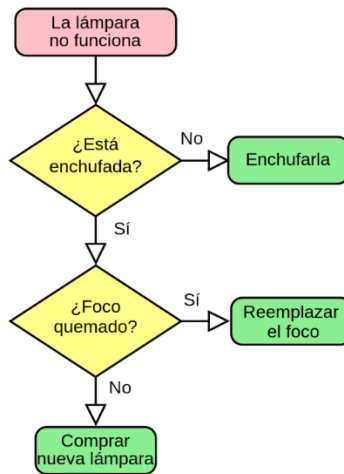 La lámpara
no funciona
¿Está
enchufada?
No
Enchufarla
Sí
¿Foco
quemado?
Sí
Reemplazar
el foco
No
Comprar
nueva lámpara